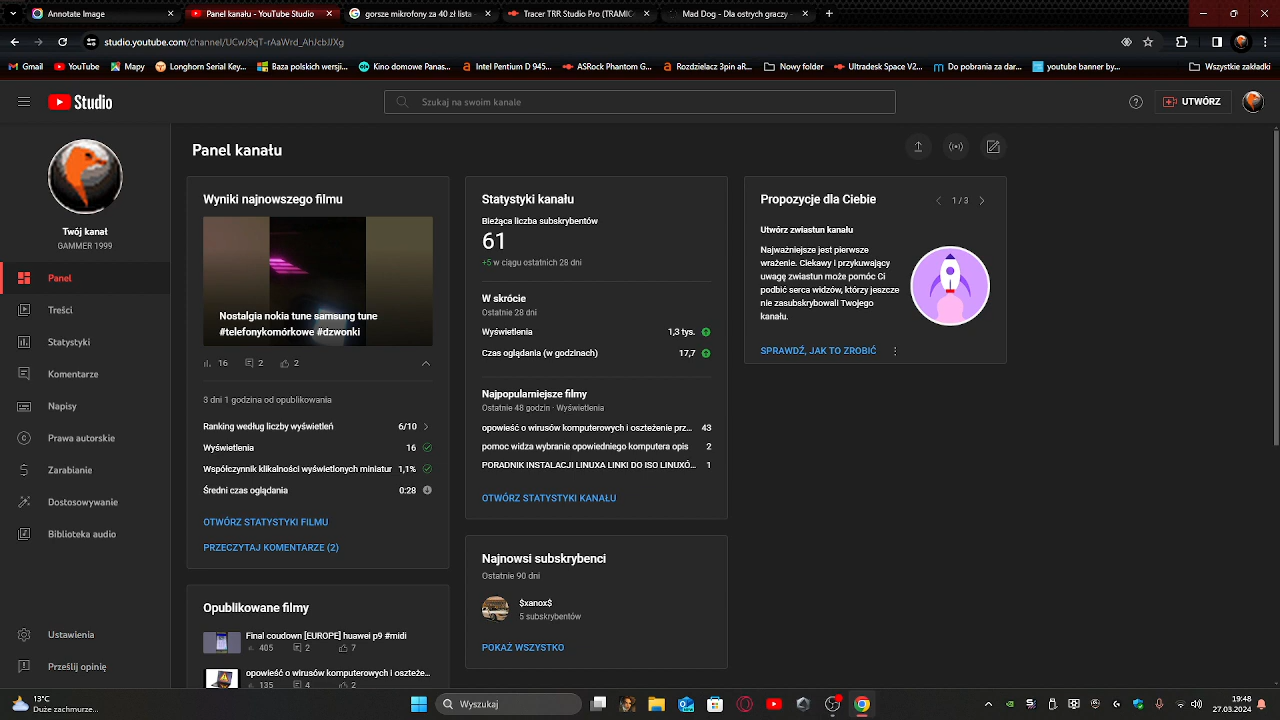 Annotate Image
Panel kanału - YouTube Studio
gorsze mikrofony za 40 zł lista
Tracer TRR Studio Pro (TRAMIC
Mad Dog – Dla ostrych graczy
studio.youtube.com/channel/UCwJ9qT-rAaWrd_AhJcbJJXg
Gmail
YouTube
Maps
Longhorn Serial Key...
Baza polskich wersji...
Kino domowe Panas...
Intel Pentium D 945...
ASRock Phantom G...
Rozdzielacz 3pin aR...
Nowy folder
Ultradesk Space V2...
Do pobrania za dar...
youtube banner by...
Wszystkie zakładki
Studio
Szukaj na swoim kanale
UTWÓRZ
Twój kanał
GAMMER 1999
Panel
Treści
Statystyki
Komentarze
Napisy
Prawa autorskie
Zarabianie
Dostosowywanie
Biblioteka audio
Ustawienia
Prześlij opinię
Panel kanału
Wyniki najnowszego filmu
Nostalgia nokia tune samsung tune
#telefonykomórkowe #dzwonki
16 2 2
3 dni 1 godzina od opublikowania
Ranking według liczby wyświetleń 6/10
Wyświetlenia 16
Współczynnik klikalności wyświetlonych miniatur 1,1%
Średni czas oglądania 0:28
OTWÓRZ STATYSTYKI FILMU
PRZECZYTAJ KOMENTARZE (2)
Opublikowane filmy
Final coudown [EUROPE] huawei p9 #midi
405 2 7
opowieść o wirusów komputerowych i oszteże...
135 4 2
Statystyki kanału
Bieżąca liczba subskrybentów
61
+5 w ciągu ostatnich 28 dni
W skrócie
Ostatnie 28 dni
Wyświetlenia 1,3 tys.
Czas oglądania (w godzinach) 17,7
Najpopularniejsze filmy
Ostatnie 48 godzin · Wyświetlenia
opowieść o wirusów komputerowych i oszteżenie prz... 43
pomoc widza wybranie opowiedniego komputera opis 2
PORADNIK INSTALACJI LINUXA LINKI DO ISO LINUXÓ... 1
OTWÓRZ STATYSTYKI KANAŁU
Najnowsi subskrybenci
Ostatnie 90 dni
$xanox$
5 subskrybentów
POKAŻ WSZYSTKO
Propozycje dla Ciebie
1 / 3
Utwórz zwiastun kanału
Najważniejsze jest pierwsze
wrażenie. Ciekawy i przykuwający
uwagę zwiastun może pomóc Ci
podbić serca widzów, którzy jeszcze
nie zasubskrybowali Twojego
kanału.
SPRAWDŹ, JAK TO ZROBIĆ
13°C
Duże zachmurze...
Wyszukaj
19:48
27.03.2024